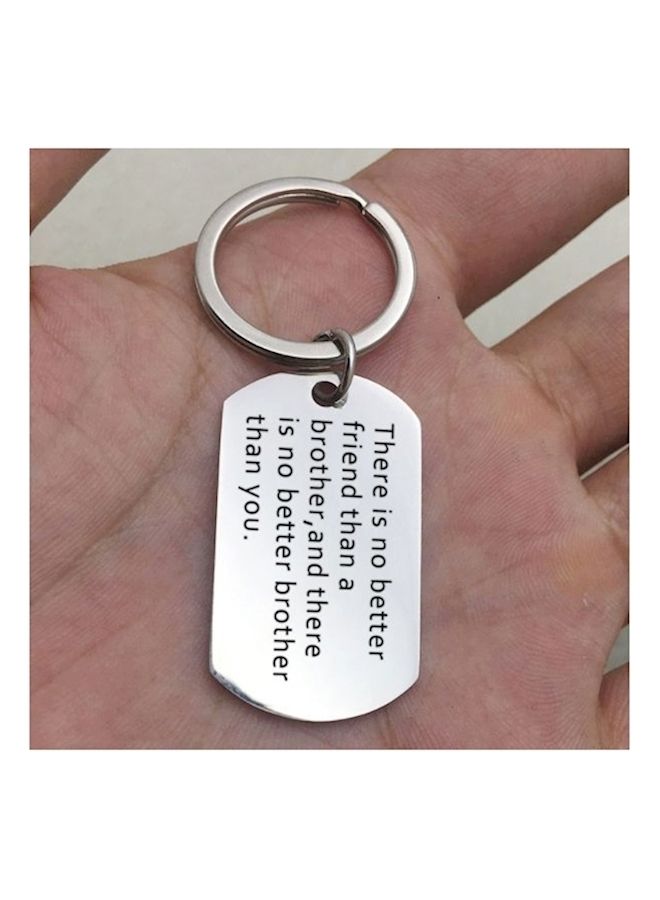 There is no better
friend than a
brother,and there
is no better brother
than you.